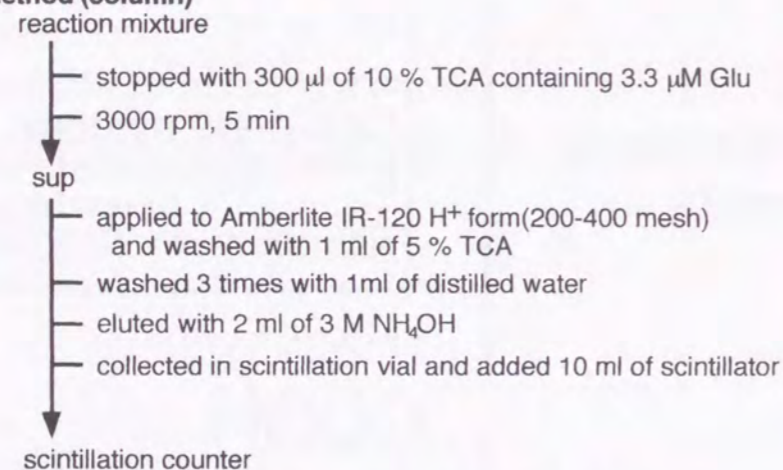 (column)
reaction mixture
stopped with 300 µl of 10 % TCA containing 3.3 µM Glu
3000 rpm, 5 min
sup
applied to Amberlite IR-120 H+ form(200-400 mesh)
and washed with 1 ml of 5 % TCA
washed 3 times with 1ml of distilled water
eluted with 2 ml of 3 M NH4OH
collected in scintillation vial and added 10 ml of scintillator
scintillation counter